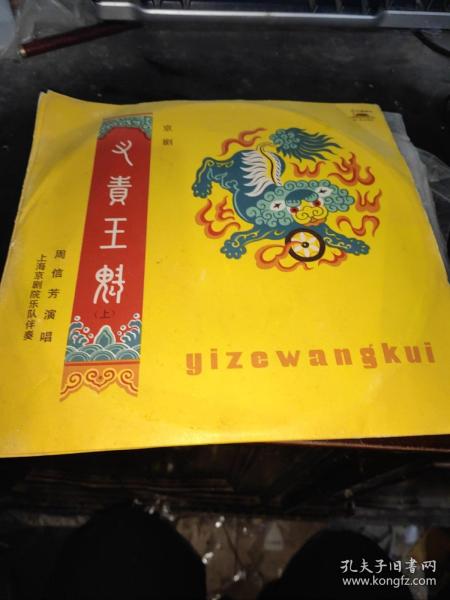 京剧
义责王魁
（上）
周信芳演唱
上海京剧院乐队伴奏
yizewangkui
孔夫子旧书网
www.kongfz.com